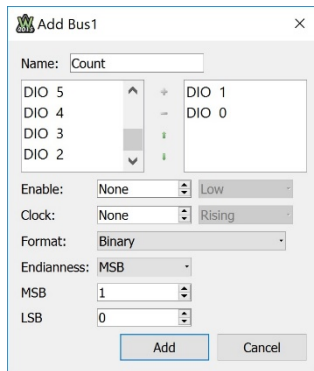 Add Bus1
Name: Count
DIO 5
DIO 4
DIO 3
DIO 2
DIO 1
DIO 0
Enable: None Low
Clock: None Rising
Format: Binary
Endianness: MSB
MSB 1
LSB 0
Add Cancel